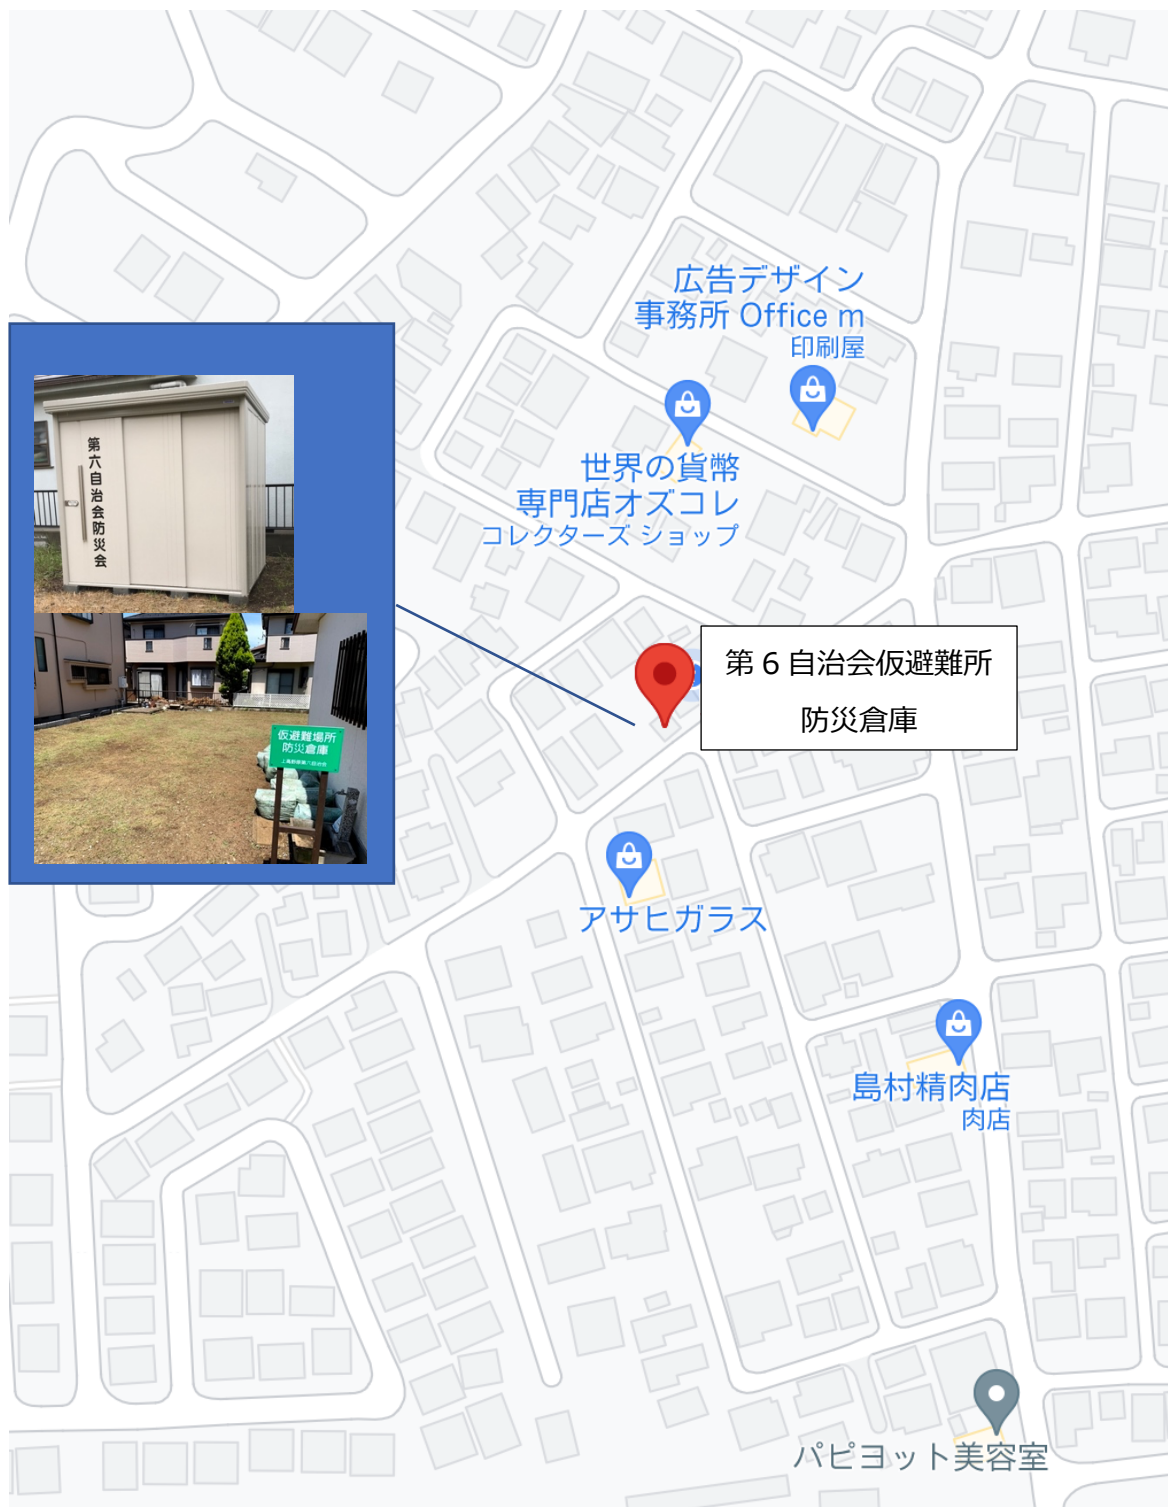 広告デザイン
事務所 Office m
印刷屋
世界の貨幣
専門店オズコレ
コレクターズ ショップ
第六自治会防災会
第6自治会仮避難所
防災倉庫
仮避難場所
防災倉庫
アサヒガラス
島村精肉店
肉店
パピヨット美容室